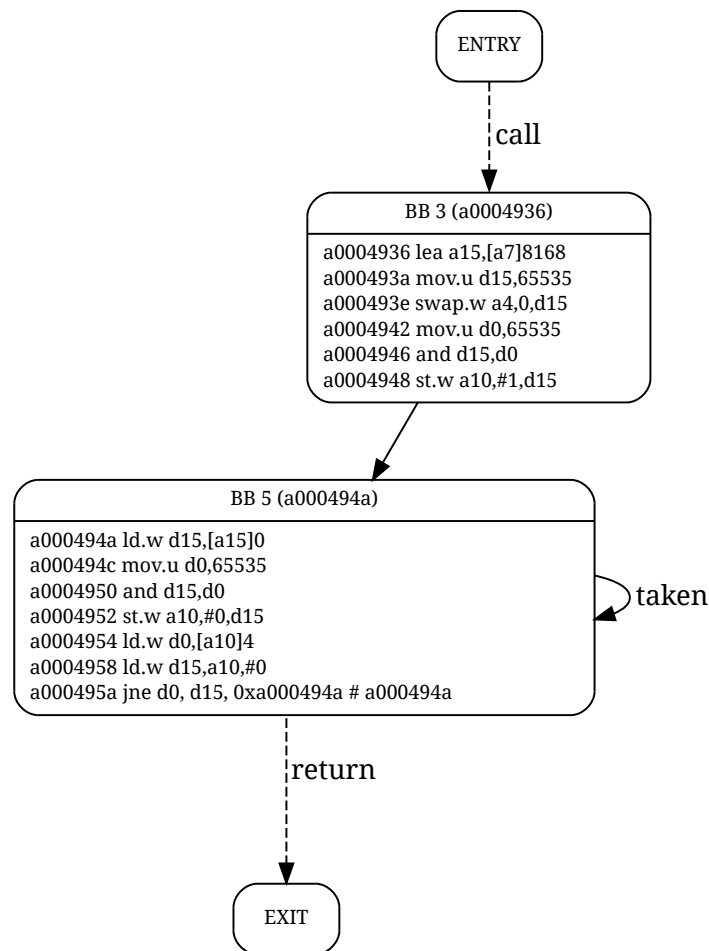 ENTRY
call
BB 3 (a0004936)
a0004936 lea a15,[a7]8168
a000493a mov.u d15,65535
a000493e swap.w a4,0,d15
a0004942 mov.u d0,65535
a0004946 and d15,d0
a0004948 st.w a10,#1,d15
BB 5 (a000494a)
a000494a ld.w d15,[a15]0
a000494c mov.u d0,65535
a0004950 and d15,d0
a0004952 st.w a10,#0,d15
a0004954 ld.w d0,[a10]4
a0004958 ld.w d15,a10,#0
a000495a jne d0, d15, 0xa000494a # a000494a
taken
return
EXIT